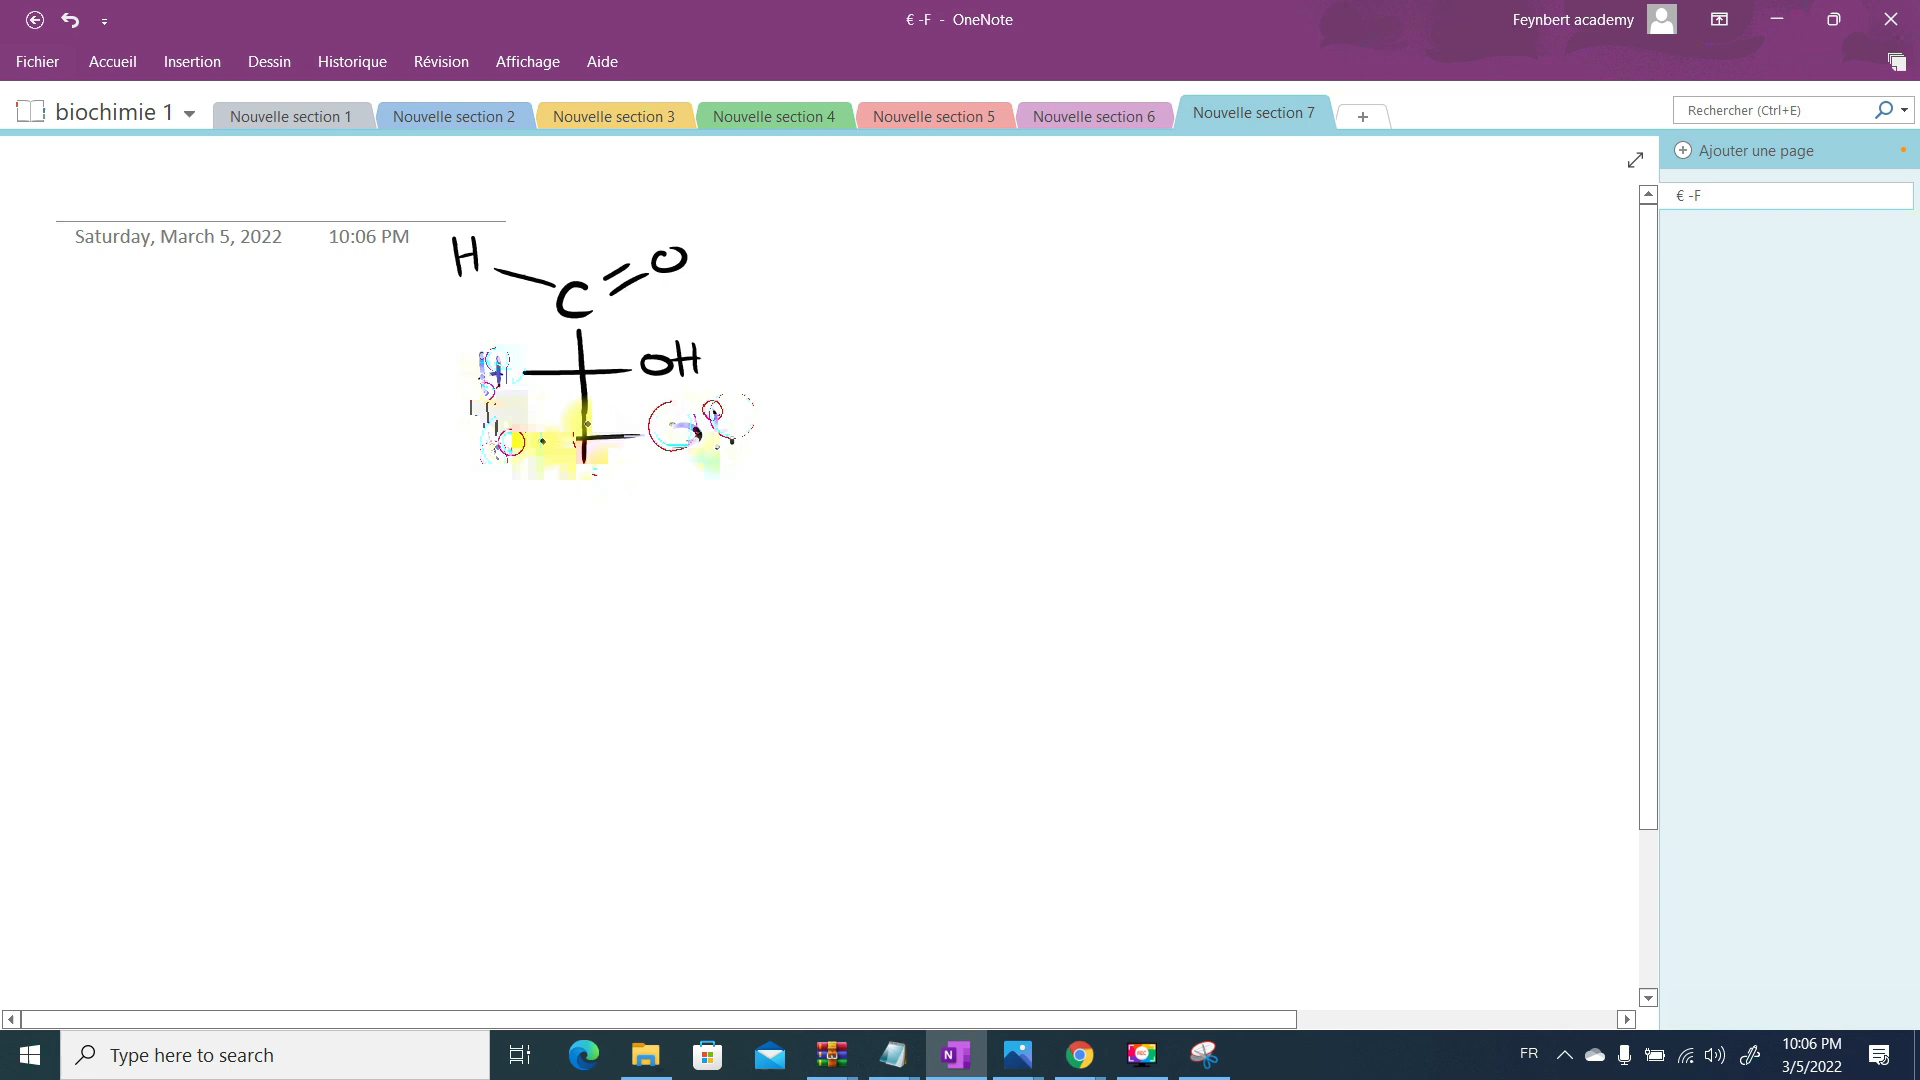 € -F - OneNote
Feynbert academy
Fichier Accueil Insertion Dessin Historique Révision Affichage Aide
biochimie 1
Nouvelle section 1 Nouvelle section 2 Nouvelle section 3 Nouvelle section 4 Nouvelle section 5 Nouvelle section 6 Nouvelle section 7
Rechercher (Ctrl+E)
Ajouter une page
€ -F
Saturday, March 5, 2022 10:06 PM
H O
C
OH
Type here to search
FR
10:06 PM
3/5/2022